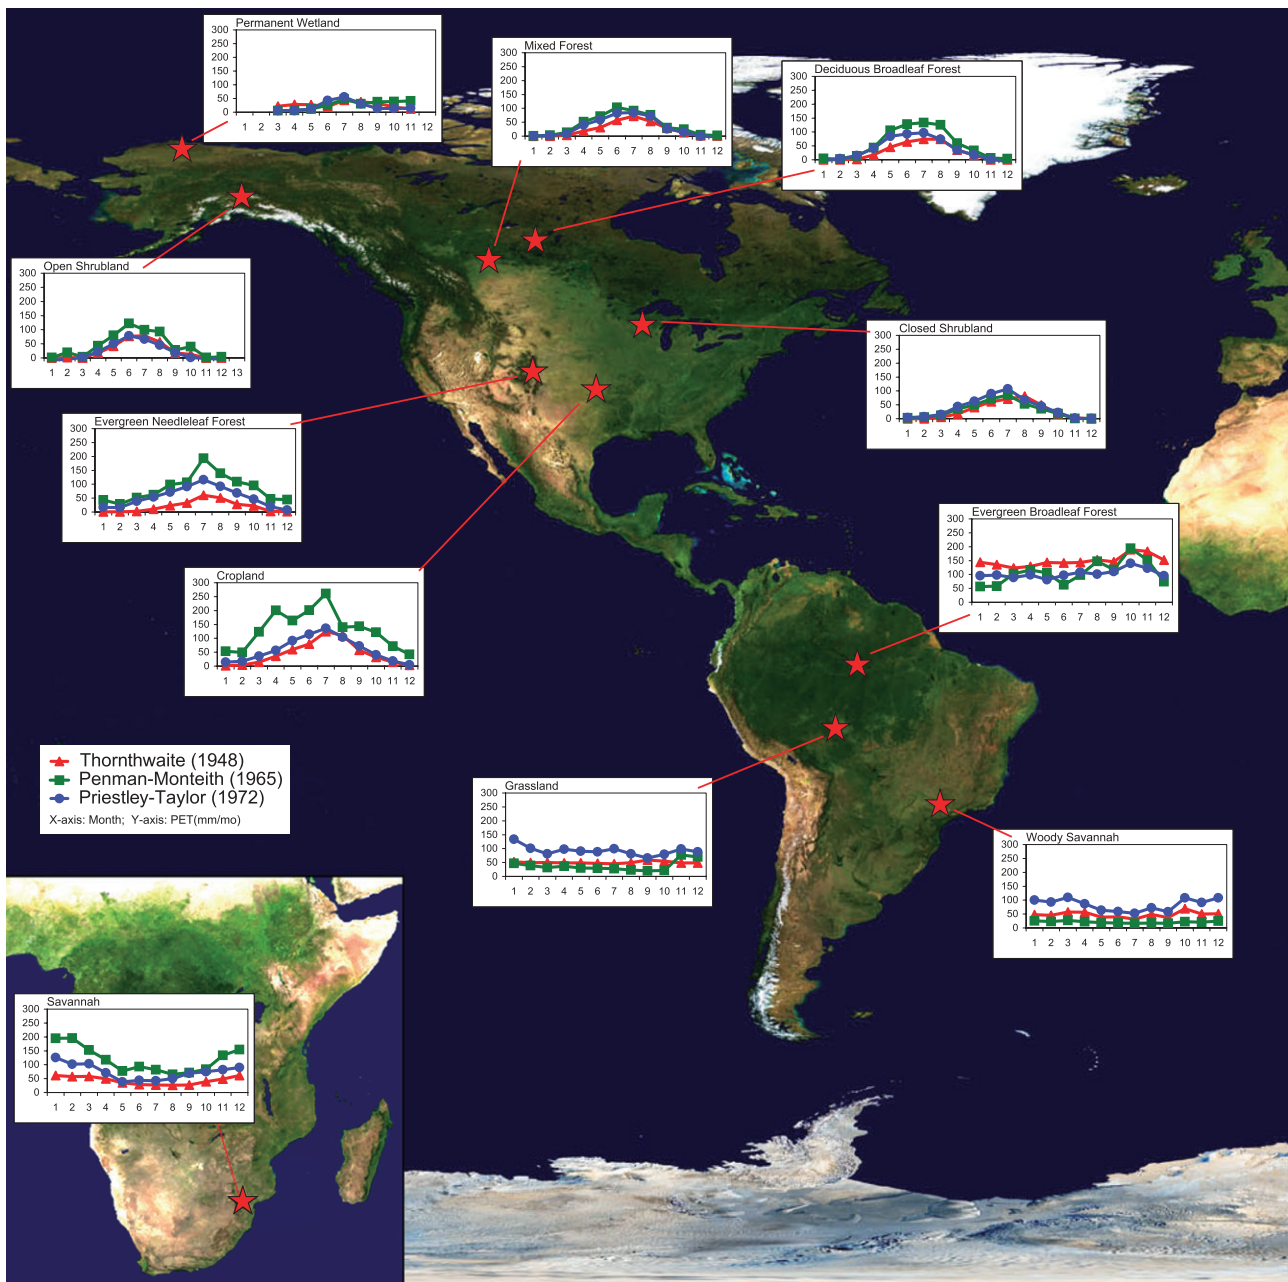 Permanent Wetland
300
250
200
150
100
50
0
1 2 3 4 5 6 7 8 9 10 11 12
Mixed Forest
300
250
200
150
100
50
0
1 2 3 4 5 6 7 8 9 10 11 12
Deciduous Broadleaf Forest
300
250
200
150
100
50
0
1 2 3 4 5 6 7 8 9 10 11 12
Open Shrubland
300
250
200
150
100
50
0
1 2 3 4 5 6 7 8 9 10 11 12 13
Closed Shrubland
300
250
200
150
100
50
0
1 2 3 4 5 6 7 8 9 10 11 12
Evergreen Needleleaf Forest
300
250
200
150
100
50
0
1 2 3 4 5 6 7 8 9 10 11 12
Evergreen Broadleaf Forest
300
250
200
150
100
50
0
1 2 3 4 5 6 7 8 9 10 11 12
Cropland
300
250
200
150
100
50
0
1 2 3 4 5 6 7 8 9 10 11 12
Thornthwaite (1948)
Penman-Monteith (1965)
Priestley-Taylor (1972)
X-axis: Month; Y-axis: PET(mm/mo)
Grassland
300
250
200
150
100
50
0
1 2 3 4 5 6 7 8 9 10 11 12
Woody Savannah
300
250
200
150
100
50
0
1 2 3 4 5 6 7 8 9 10 11 12
Savannah
300
250
200
150
100
50
0
1 2 3 4 5 6 7 8 9 10 11 12